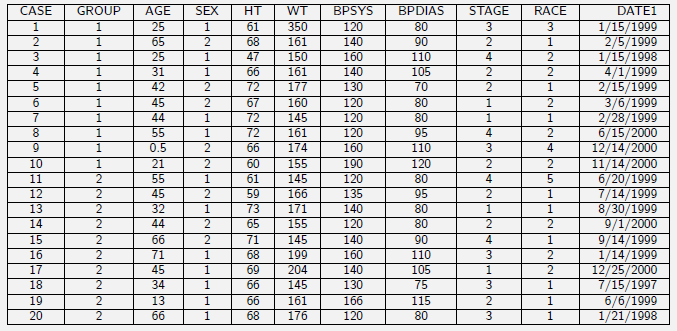 CASE GROUP AGE SEX HT WT BPSYS BPDIAS STAGE RACE DATE1
1 1 25 1 61 350 120 80 3 3 1/15/1999
2 1 65 2 68 161 140 90 2 1 2/5/1999
3 1 25 1 47 150 160 110 4 2 1/15/1998
4 1 31 1 66 161 140 105 2 2 4/1/1999
5 1 42 2 72 177 130 70 2 1 2/15/1999
6 1 45 2 67 160 120 80 1 2 3/6/1999
7 1 44 1 72 145 120 80 1 1 2/28/1999
8 1 55 1 72 161 120 95 4 2 6/15/2000
9 1 0.5 2 66 174 160 110 3 4 12/14/2000
10 1 21 2 60 155 190 120 2 2 11/14/2000
11 2 55 1 61 145 120 80 4 5 6/20/1999
12 2 45 2 59 166 135 95 2 1 7/14/1999
13 2 32 1 73 171 140 80 1 1 8/30/1999
14 2 44 2 65 155 120 80 2 2 9/1/2000
15 2 66 2 71 145 140 90 4 1 9/14/1999
16 2 71 1 68 199 160 110 3 2 1/14/1999
17 2 45 1 69 204 140 105 1 2 12/25/2000
18 2 34 1 66 145 130 75 3 1 7/15/1997
19 2 13 1 66 161 166 115 2 1 6/6/1999
20 2 66 1 68 176 120 80 3 1 1/21/1998